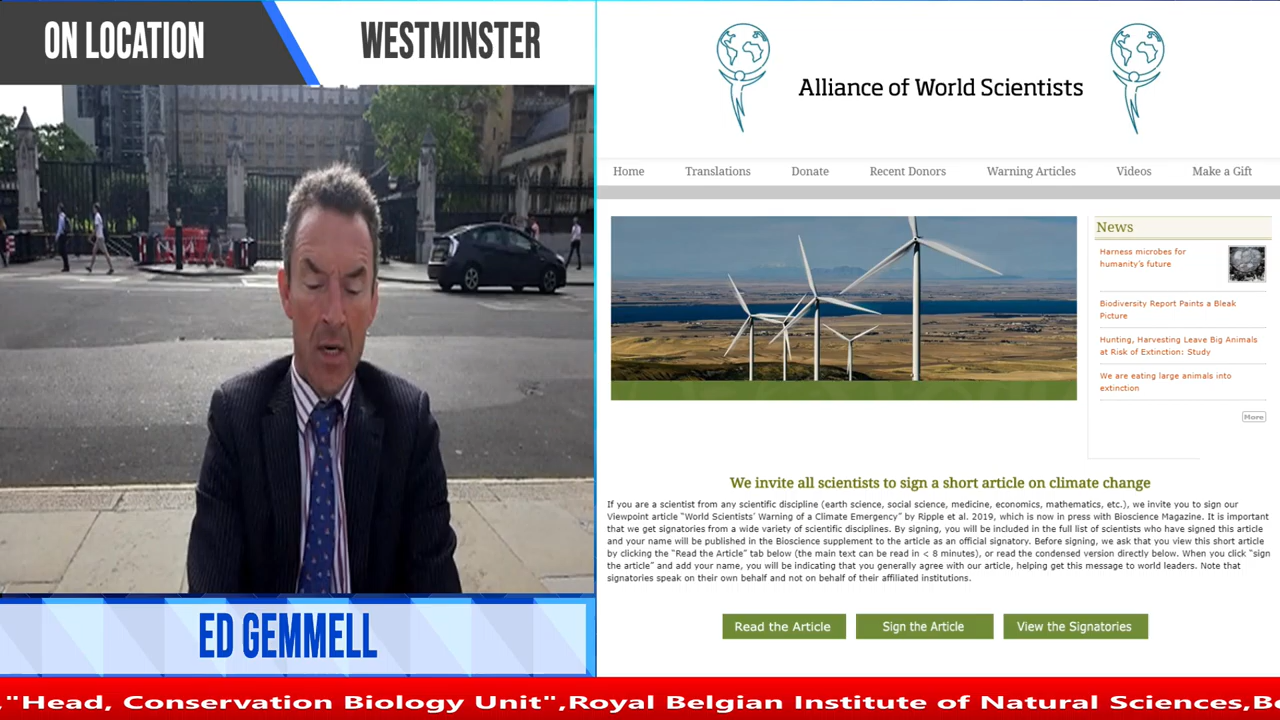 ON LOCATION
WESTMINSTER
ED GEMMELL
Alliance of World Scientists
Home Translations Donate Recent Donors Warning Articles Videos Make a Gift
News
Harness microbes for
humanity's future
Biodiversity Report Paints a Bleak
Picture
Hunting, Harvesting Leave Big Animals
at Risk of Extinction: Study
We are eating large animals into
extinction
More
We invite all scientists to sign a short article on climate change
If you are a scientist from any scientific discipline (earth science, social science, medicine, economics, mathematics, etc.), we invite you to sign our
Viewpoint article "World Scientists' Warning of a Climate Emergency" by Ripple et al. 2019, which is now in press with Bioscience Magazine. It is important
that we get signatories from a wide variety of scientific disciplines. By signing, you will be included in the full list of scientists who have signed this article
and your name will be published in the Bioscience supplement to the article as an official signatory. Before signing, we ask that you view this short article
by clicking the "Read the Article" tab below (the main text can be read in < 8 minutes), or read the condensed version directly below. When you click "sign
the article" and add your name, you will be indicating that you generally agree with our article, helping get this message to world leaders. Note that
signatories speak on their own behalf and not on behalf of their affiliated institutions.
Read the Article Sign the Article View the Signatories
,"Head, Conservation Biology Unit",Royal Belgian Institute of Natural Sciences,Be